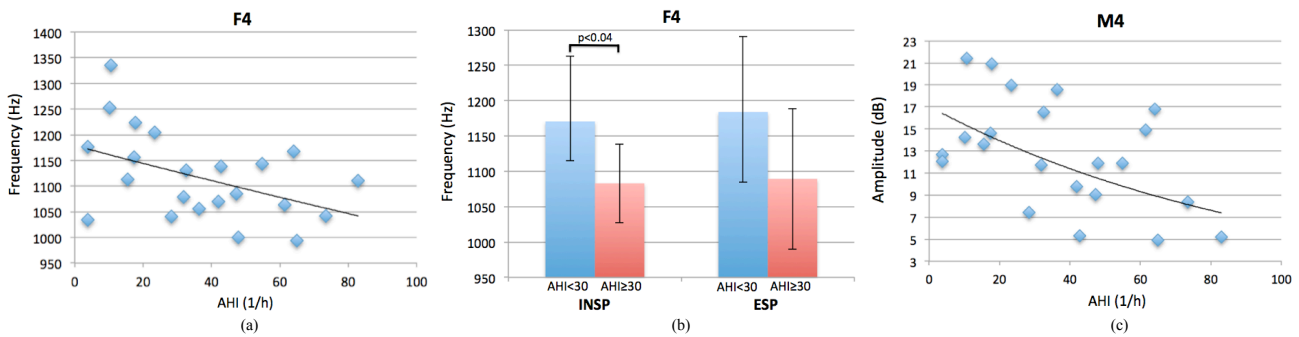 F4
1400
1350
1300
1250
1200
1150
1100
1050
1000
950
Frequency (Hz)
0 20 40 60 80 100
AHI (1/h)
(a)
F4
1300
1250
1200
1150
1100
1050
1000
950
Frequency (Hz)
p<0.04
AHI<30 AHI≥30 AHI<30 AHI≥30
INSP ESP
(b)
M4
23
21
19
17
15
13
11
9
7
5
3
Amplitude (dB)
0 20 40 60 80 100
AHI (1/h)
(c)